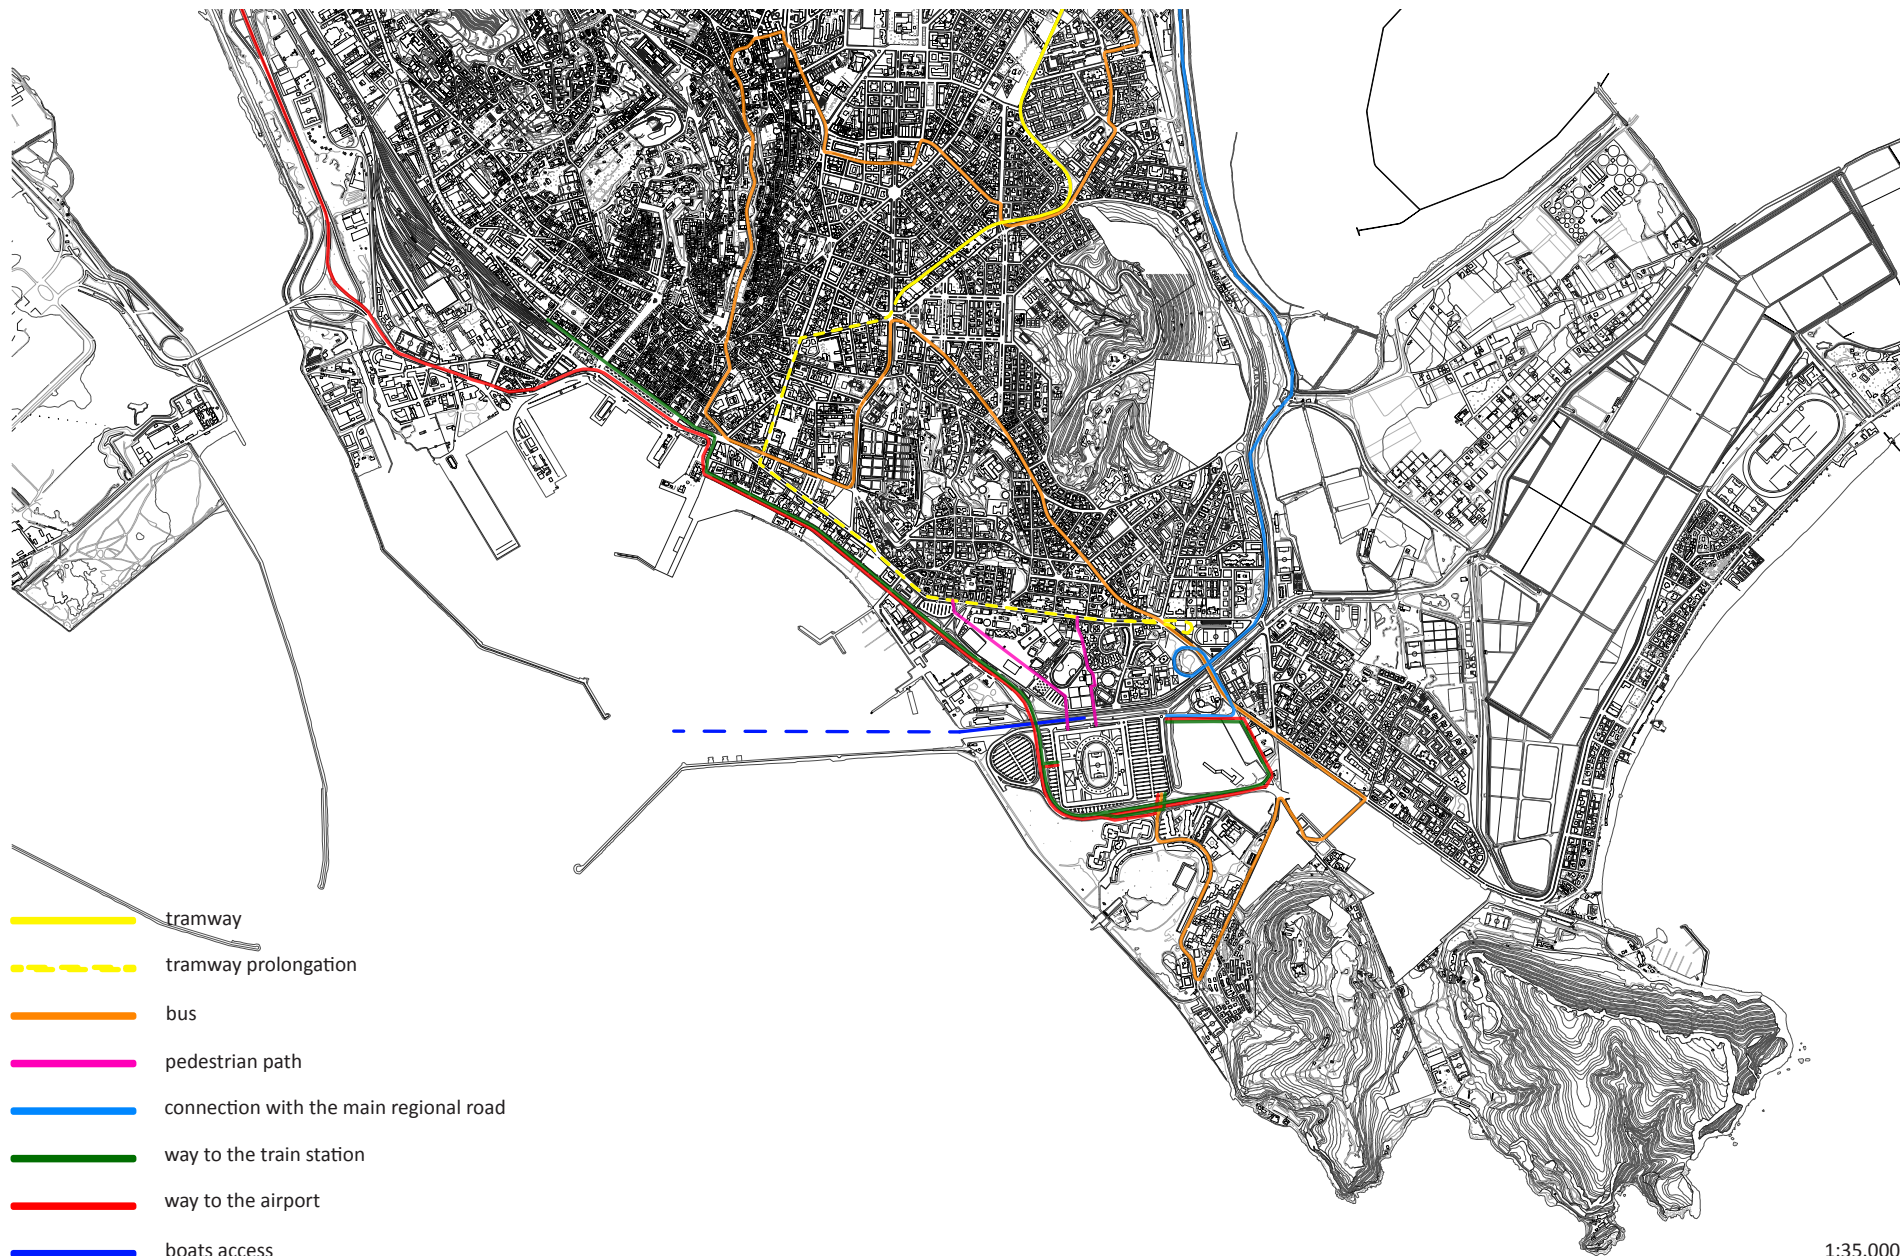 tramway
tramway prolongation
bus
pedestrian path
connection with the main regional road
way to the train station
way to the airport
boats access
1:35.000